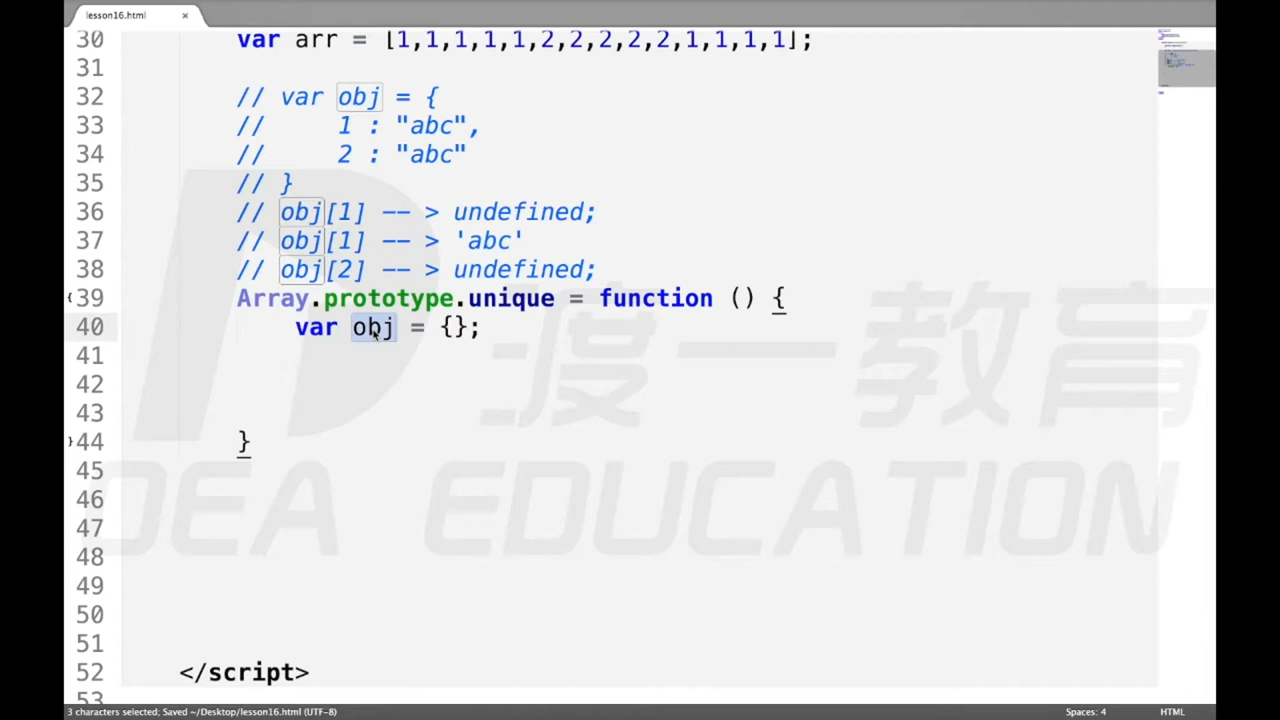 lesson16.html ×
30 var arr = [1,1,1,1,1,2,2,2,2,2,1,1,1,1];
31
32 // var obj = {
33 // 1 : "abc",
34 // 2 : "abc"
35 // }
36 // obj[1] -- > undefined;
37 // obj[1] -- > 'abc'
38 // obj[2] -- > undefined;
39 Array.prototype.unique = function () {
40 var obj = {};
41
42
43
44 }
45
46
47
48
49
50
51
52 </script>
53
渡一教育
DEA EDUCATION
3 characters selected; Saved ~/Desktop/lesson16.html (UTF-8)
Spaces: 4
HTML